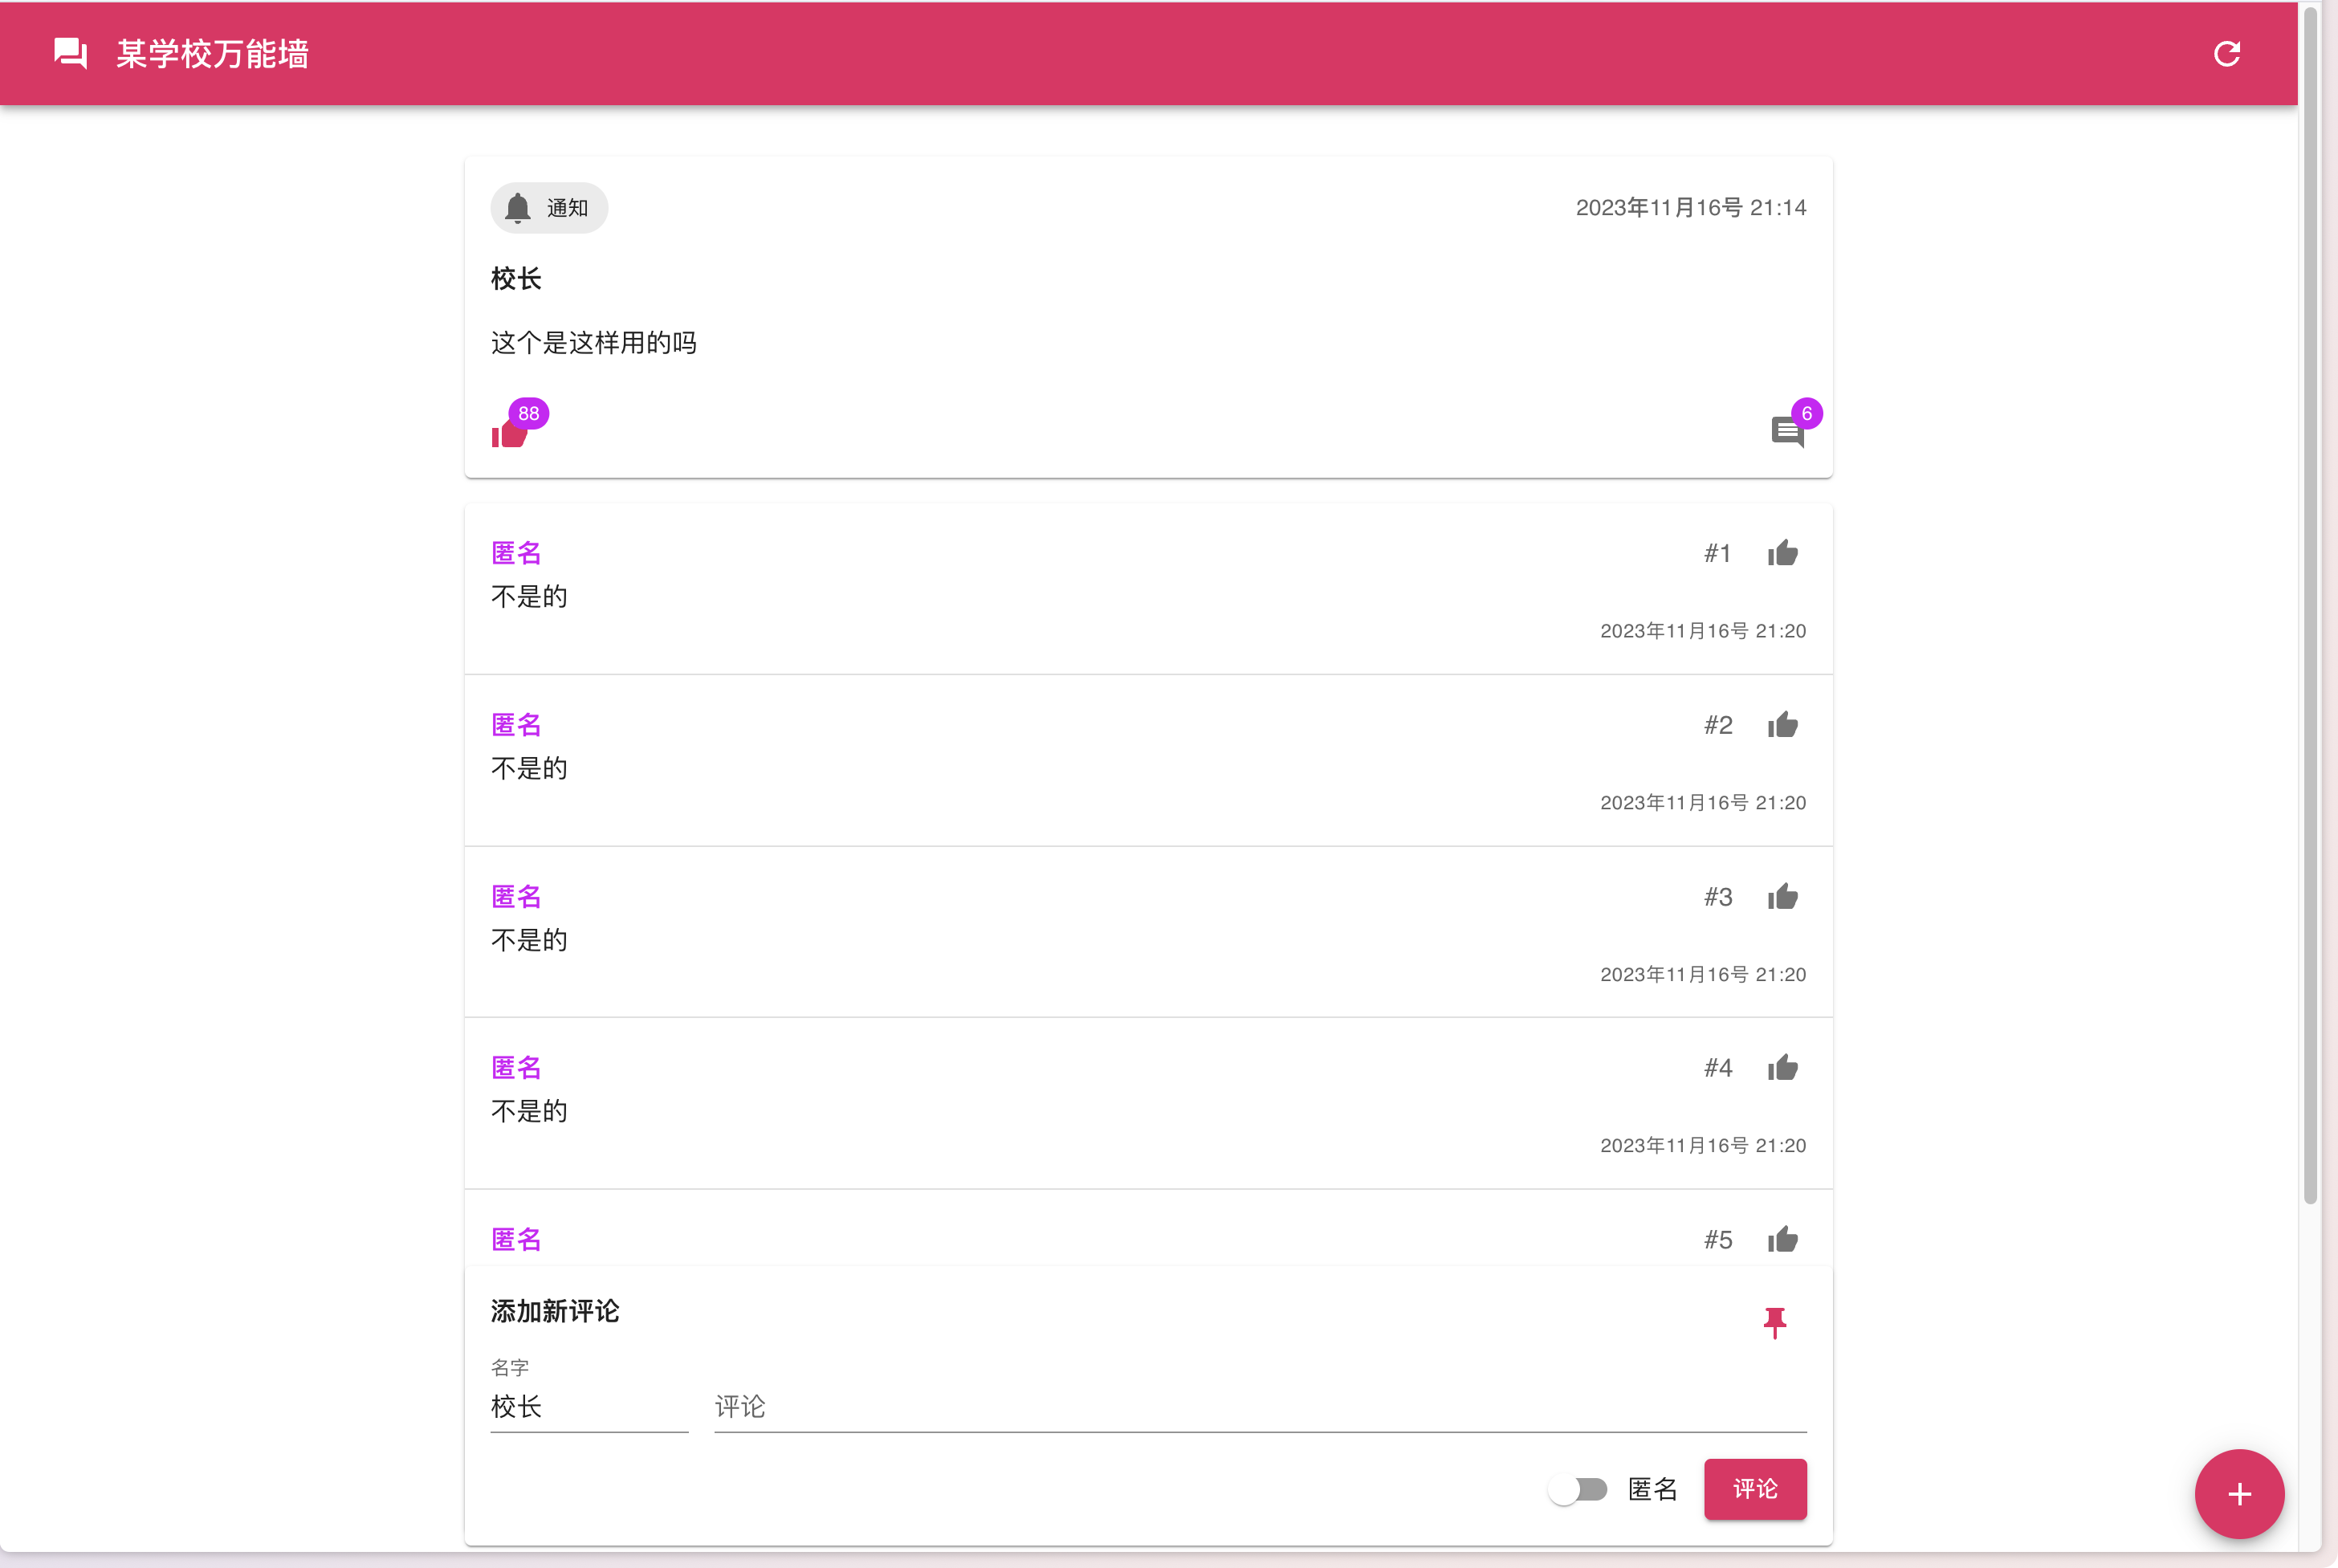 某学校万能墙
通知
2023年11月16号 21:14
校长
这个是这样用的吗
88
6
匿名
#1
不是的
2023年11月16号 21:20
匿名
#2
不是的
2023年11月16号 21:20
匿名
#3
不是的
2023年11月16号 21:20
匿名
#4
不是的
2023年11月16号 21:20
匿名
#5
添加新评论
名字
校长
评论
匿名
评论